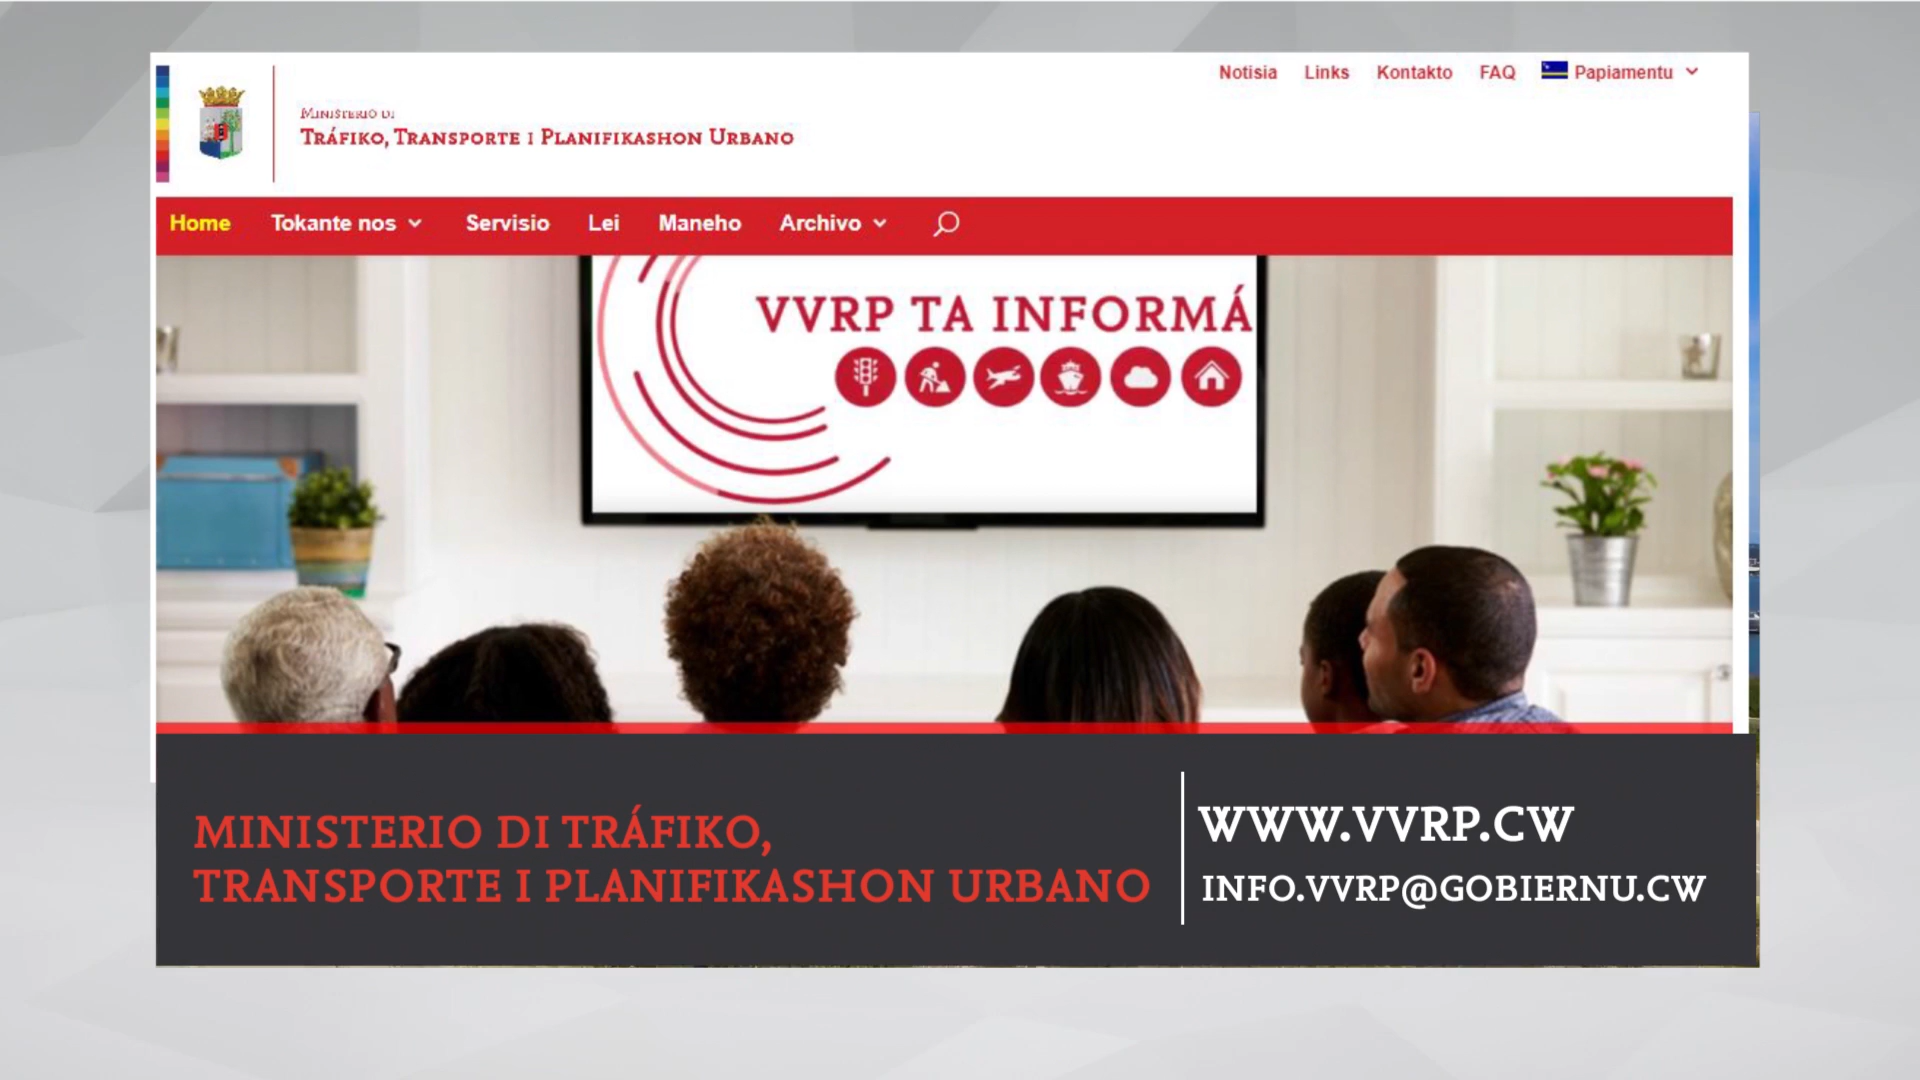 Notisia Links Kontakto FAQ Papiamentu
MINISTERIO DI
TRÁFIKO, TRANSPORTE I PLANIFIKASHON URBANO
Home Tokante nos Servisio Lei Maneho Archivo
VVRP TA INFORMÁ
MINISTERIO DI TRÁFIKO,
TRANSPORTE I PLANIFIKASHON URBANO
WWW.VVRP.CW
INFO.VVRP@GOBIERNU.CW